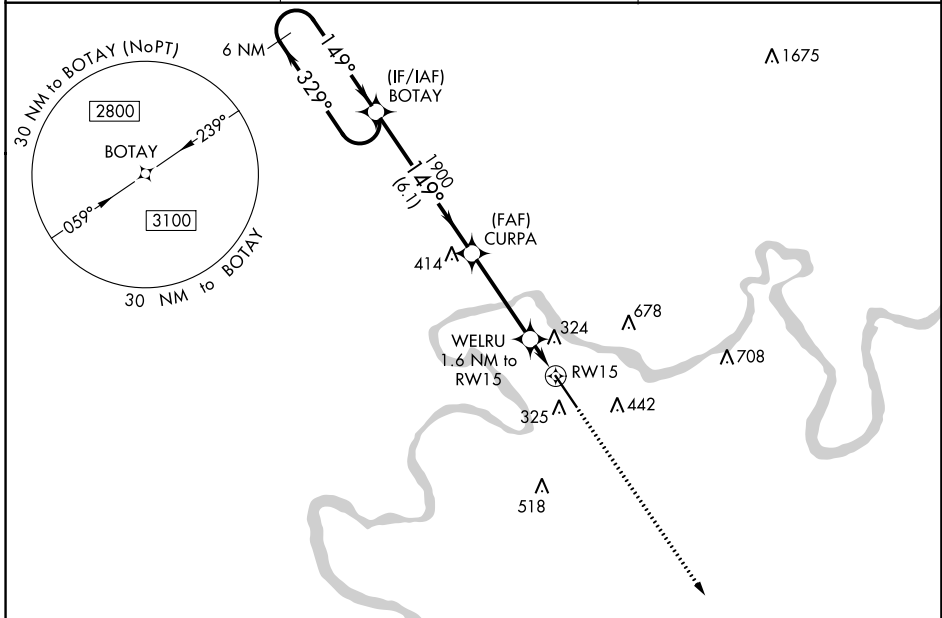 30 NM to BOTAY (NoPT)
2800
BOTAY
239°
059°
3100
30 NM to BOTAY
6 NM
149°
329°
(IF/IAF)
BOTAY
1675
1900
149°
(6.1)
(FAF)
CURPA
414
WELRU
1.6 NM to
RW15
324
678
708
RW15
325
442
518